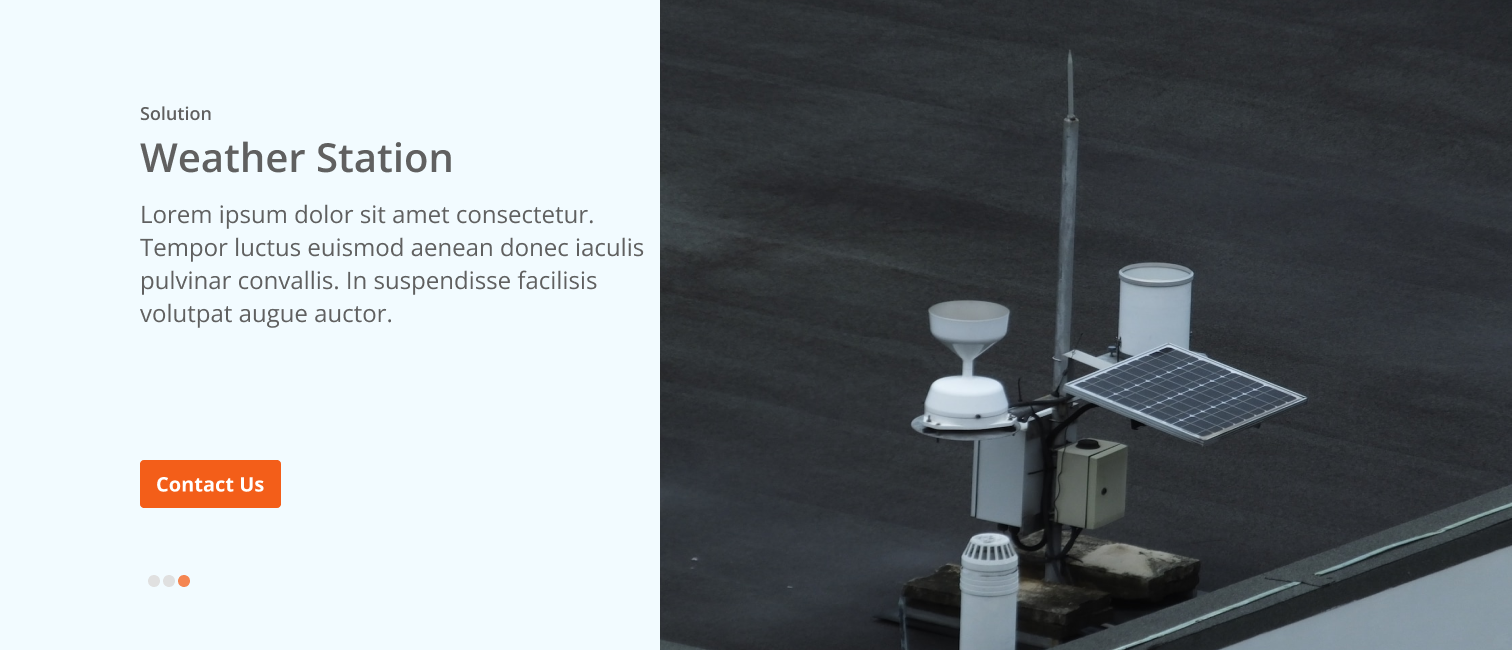 Solution
Weather Station
Lorem ipsum dolor sit amet consectetur.
Tempor luctus euismod aenean donec iaculis
pulvinar convallis. In suspendisse facilisis
volutpat augue auctor.
Contact Us